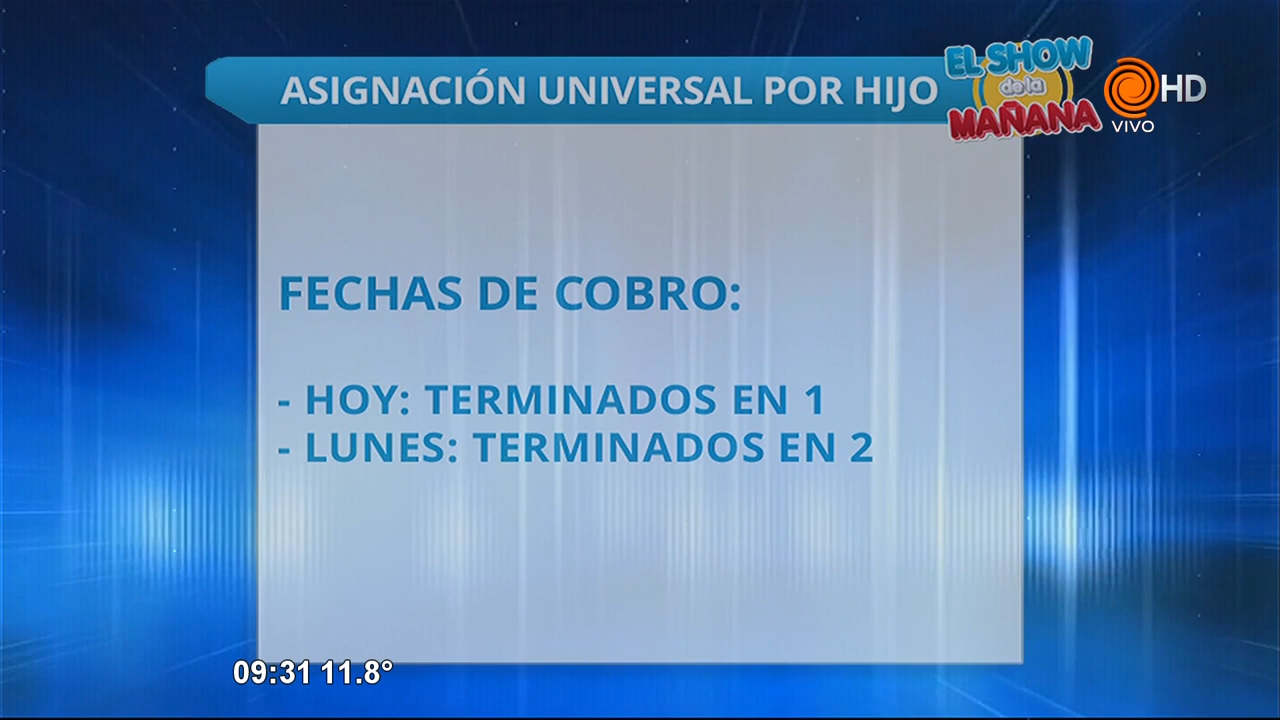 ASIGNACIÓN UNIVERSAL POR HIJO
EL SHOW
de la
MAÑANA
HD
VIVO
FECHAS DE COBRO:
- HOY: TERMINADOS EN 1
- LUNES: TERMINADOS EN 2
09:31 11.8°